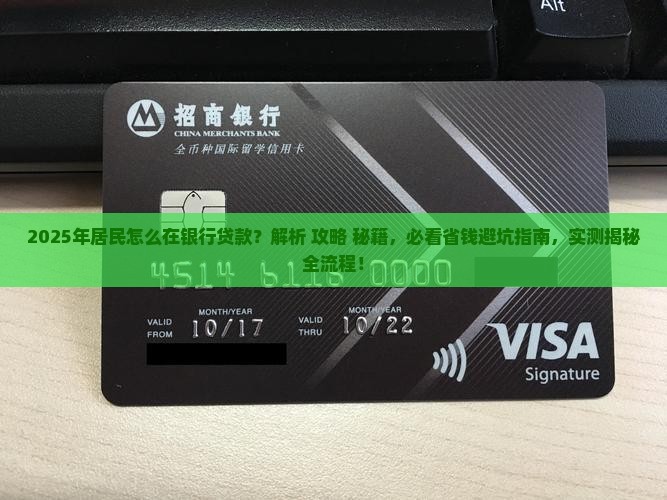 Alt
招商银行
CHINA MERCHANTS BANK
全币种国际留学信用卡
2025年居民怎么在银行贷款？解析 攻略 秘籍，必看省钱避坑指南，实测揭秘
全流程！
4514 6116 0000
MONTH/YEAR MONTH/YEAR
VALID FROM 10/17 VALID THRU 10/22
VISA
Signature